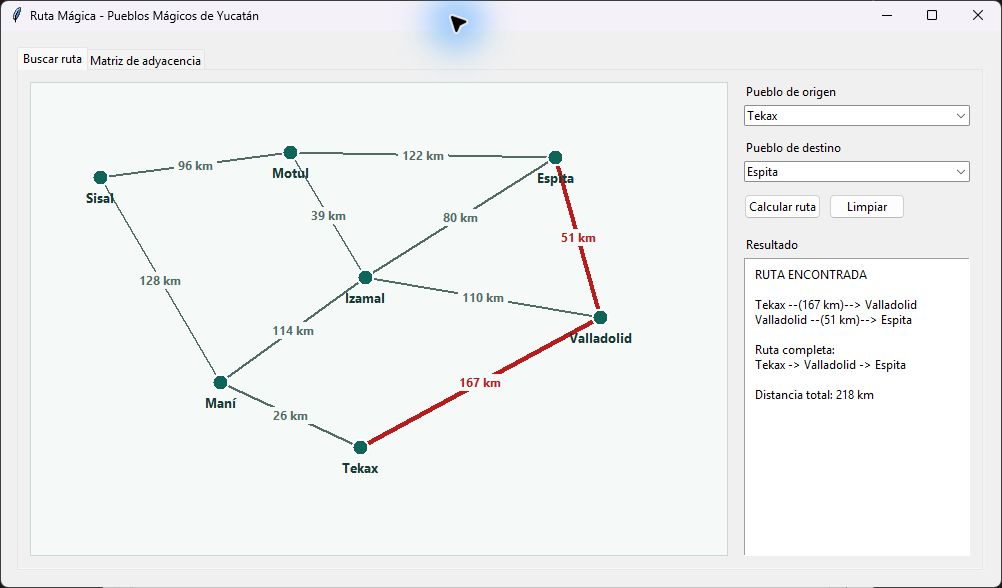 Ruta Mágica - Pueblos Mágicos de Yucatán
Buscar ruta
Matriz de adyacencia
96 km
Motul
122 km
Espita
Sisal
39 km
80 km
51 km
128 km
Izamal
110 km
114 km
Valladolid
167 km
Maní
26 km
Tekax
Pueblo de origen
Tekax
Pueblo de destino
Espita
Calcular ruta
Limpiar
Resultado
RUTA ENCONTRADA
Tekax --(167 km)--> Valladolid
Valladolid --(51 km)--> Espita
Ruta completa:
Tekax -> Valladolid -> Espita
Distancia total: 218 km